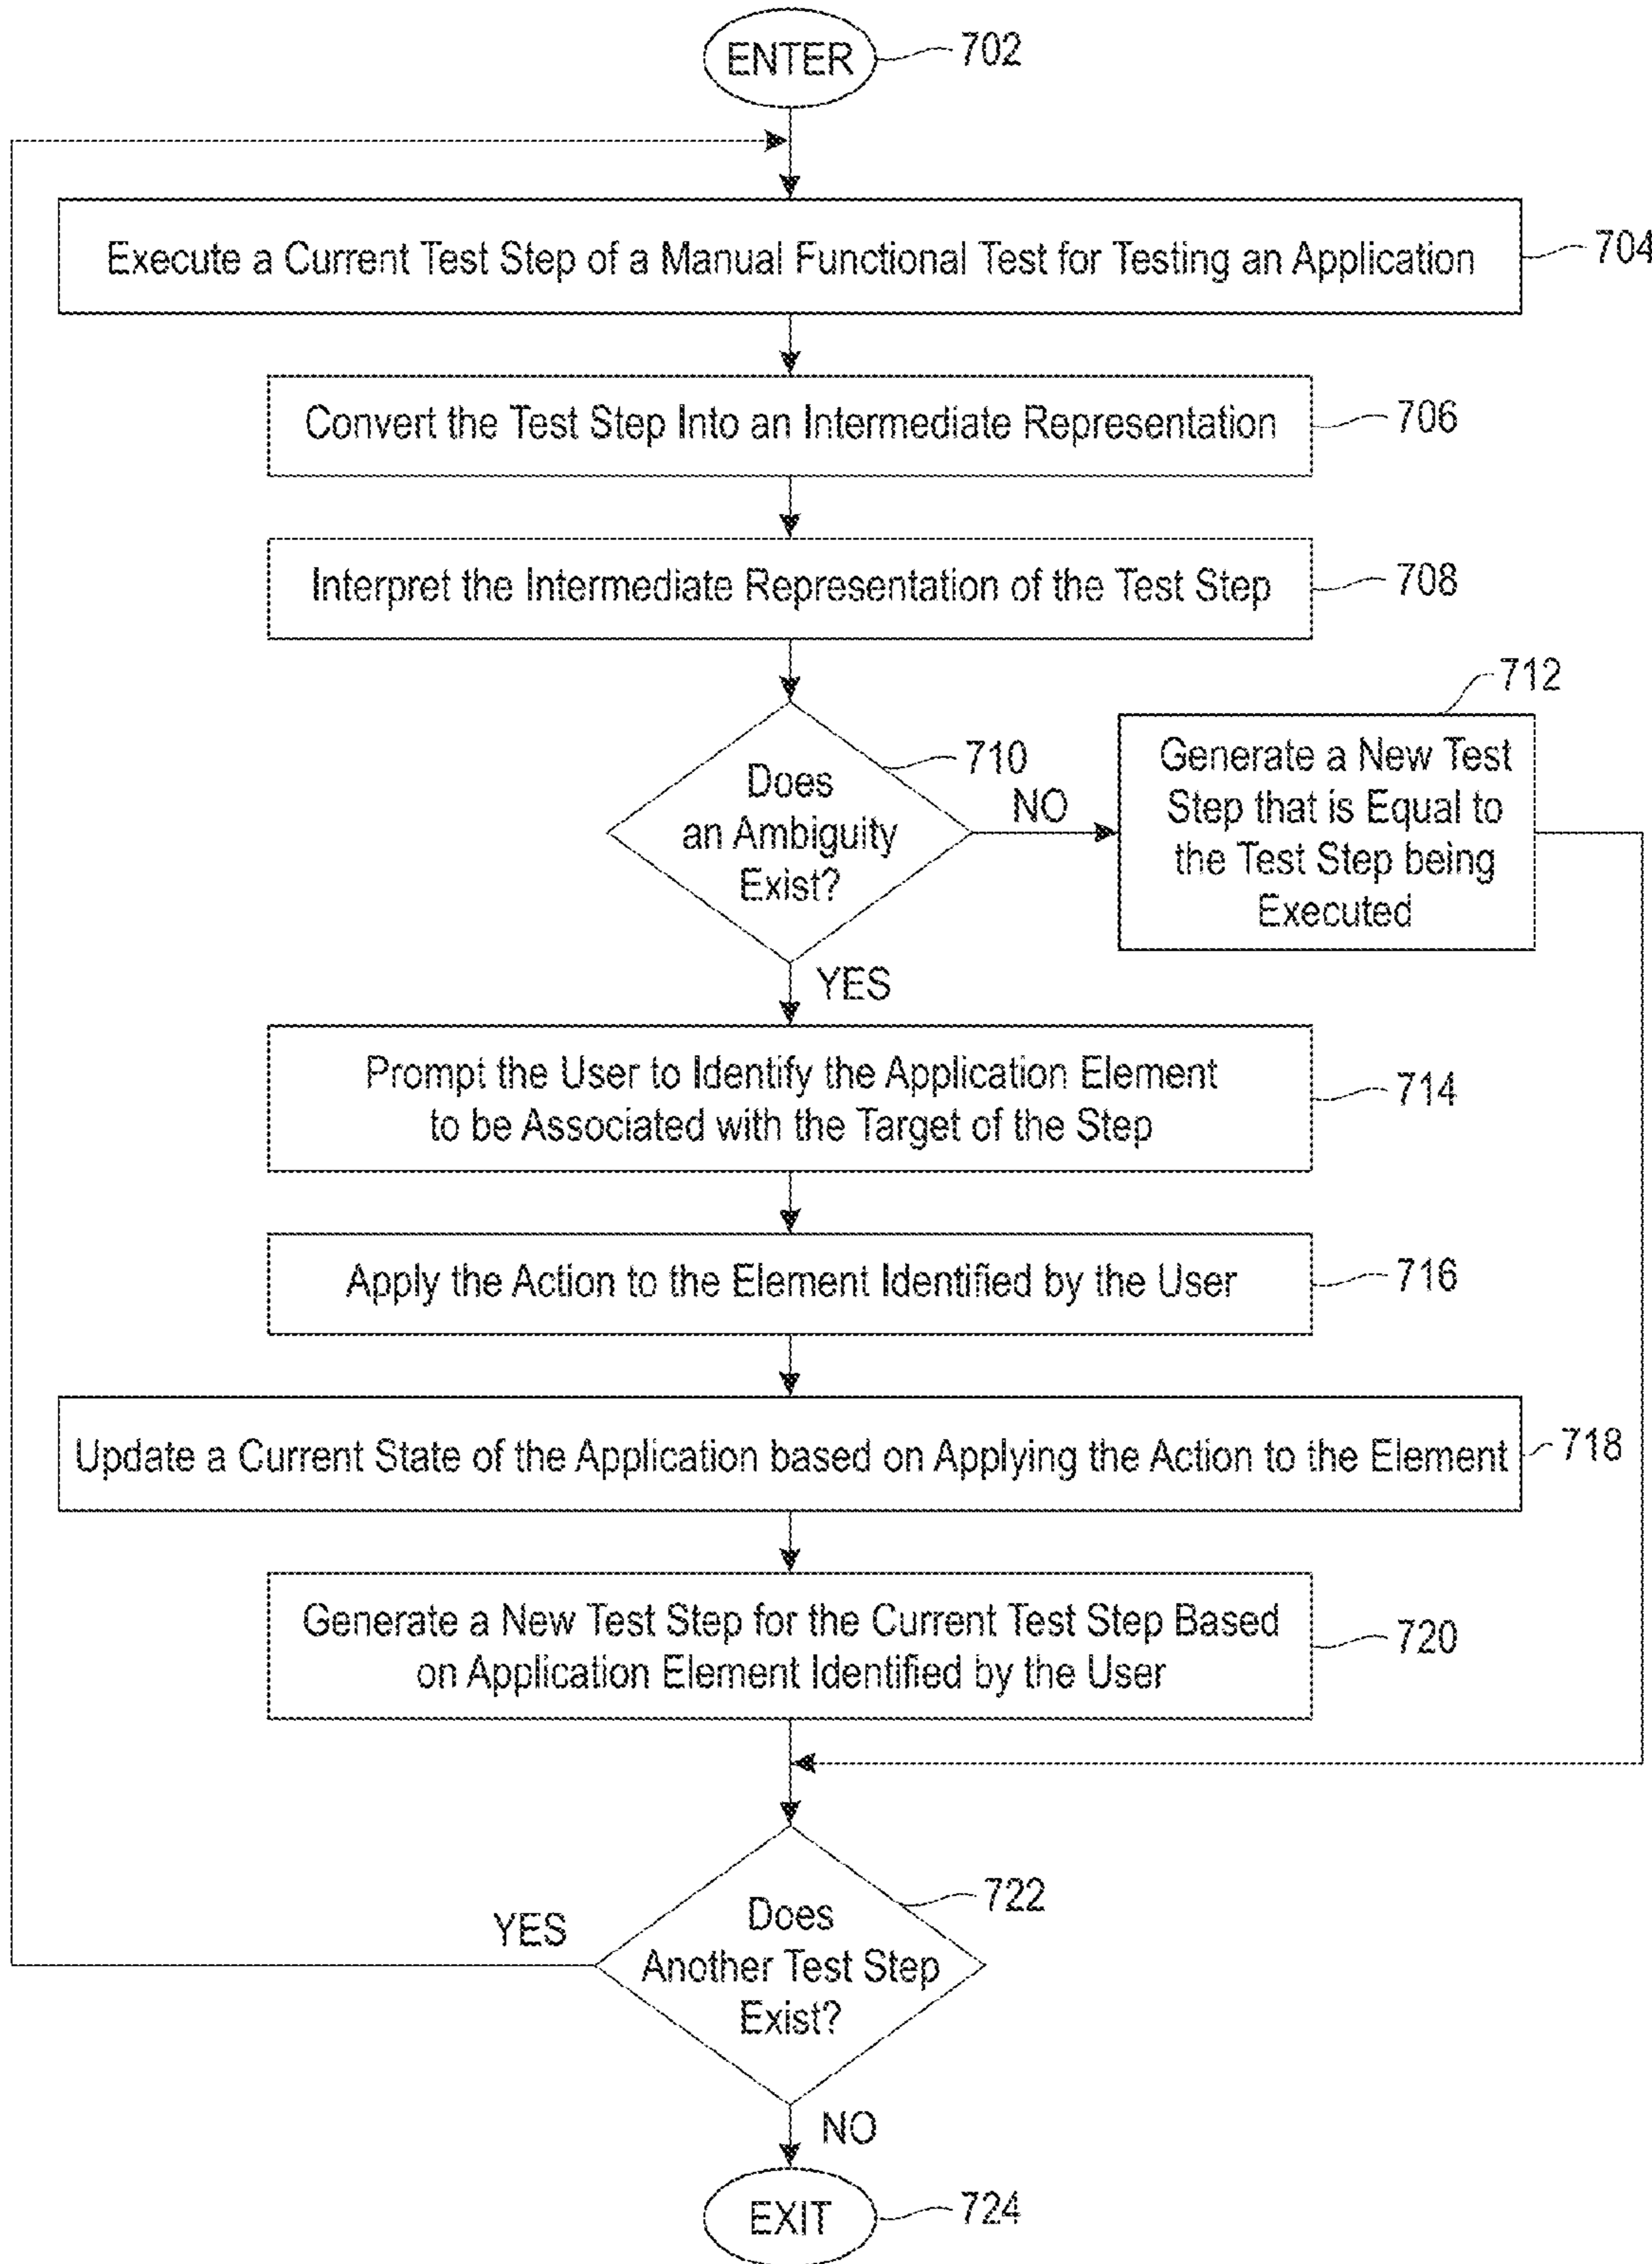 ENTER
702
Execute a Current Test Step of a Manual Functional Test for Testing an Application
704
Convert the Test Step Into an Intermediate Representation
706
Interpret the Intermediate Representation of the Test Step
708
Does
an Ambiguity
Exist?
710
NO
712
Generate a New Test
Step that is Equal to
the Test Step being
Executed
YES
Prompt the User to Identify the Application Element
to be Associated with the Target of the Step
714
Apply the Action to the Element Identified by the User
716
Update a Current State of the Application based on Applying the Action to the Element
718
Generate a New Test Step for the Current Test Step Based
on Application Element Identified by the User
720
Does
Another Test Step
Exist?
722
YES
NO
EXIT
724